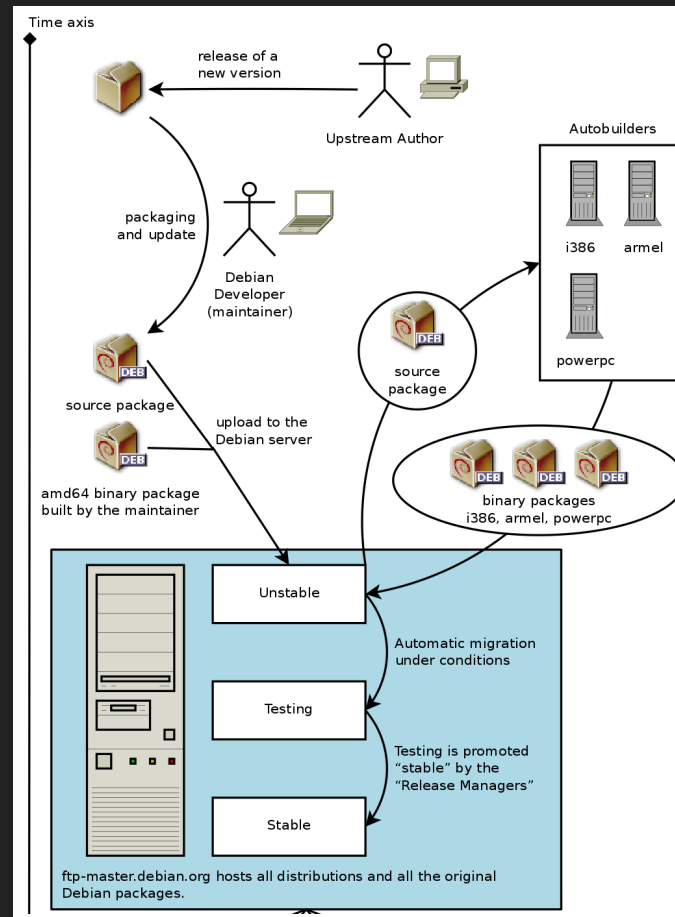 Time axis
release of a
new version
Upstream Author
Autobuilders
i386
armel
powerpc
packaging
and update
Debian
Developer
(maintainer)
DEB
source package
DEB
amd64 binary package
built by the maintainer
upload to the
Debian server
DEB
source
package
DEB
DEB
DEB
binary packages
i386, armel, powerpc
Unstable
Automatic migration
under conditions
Testing
Testing is promoted
“stable” by the
“Release Managers”
Stable
ftp-master.debian.org hosts all distributions and all the original
Debian packages.